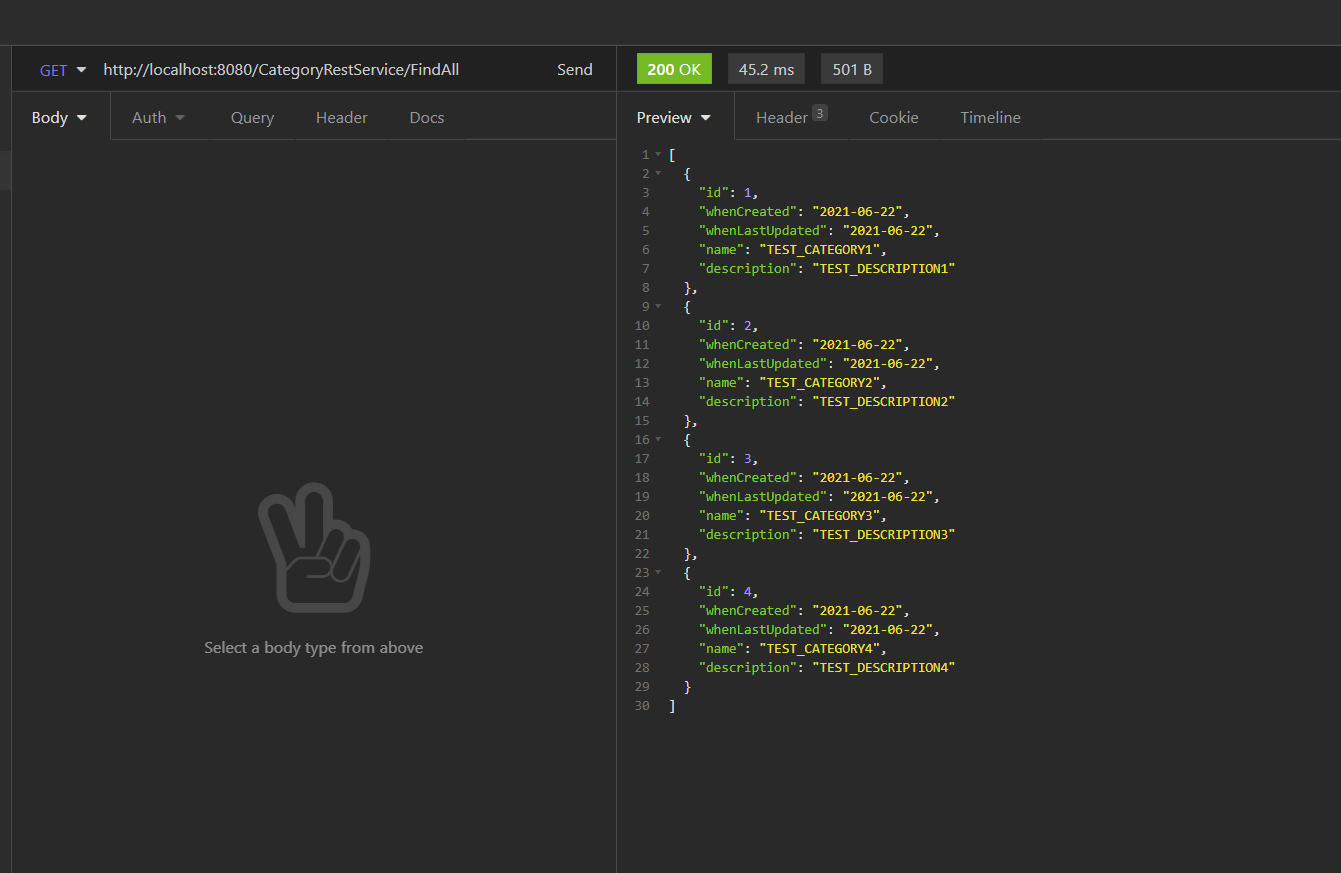 GET http://localhost:8080/CategoryRestService/FindAll Send
200 OK 45.2 ms 501 B
Body Auth Query Header Docs
Select a body type from above
Preview Header 3 Cookie Timeline
1 [
2 {
3 "id": 1,
4 "whenCreated": "2021-06-22",
5 "whenLastUpdated": "2021-06-22",
6 "name": "TEST_CATEGORY1",
7 "description": "TEST_DESCRIPTION1"
8 },
9 {
10 "id": 2,
11 "whenCreated": "2021-06-22",
12 "whenLastUpdated": "2021-06-22",
13 "name": "TEST_CATEGORY2",
14 "description": "TEST_DESCRIPTION2"
15 },
16 {
17 "id": 3,
18 "whenCreated": "2021-06-22",
19 "whenLastUpdated": "2021-06-22",
20 "name": "TEST_CATEGORY3",
21 "description": "TEST_DESCRIPTION3"
22 },
23 {
24 "id": 4,
25 "whenCreated": "2021-06-22",
26 "whenLastUpdated": "2021-06-22",
27 "name": "TEST_CATEGORY4",
28 "description": "TEST_DESCRIPTION4"
29 }
30 ]